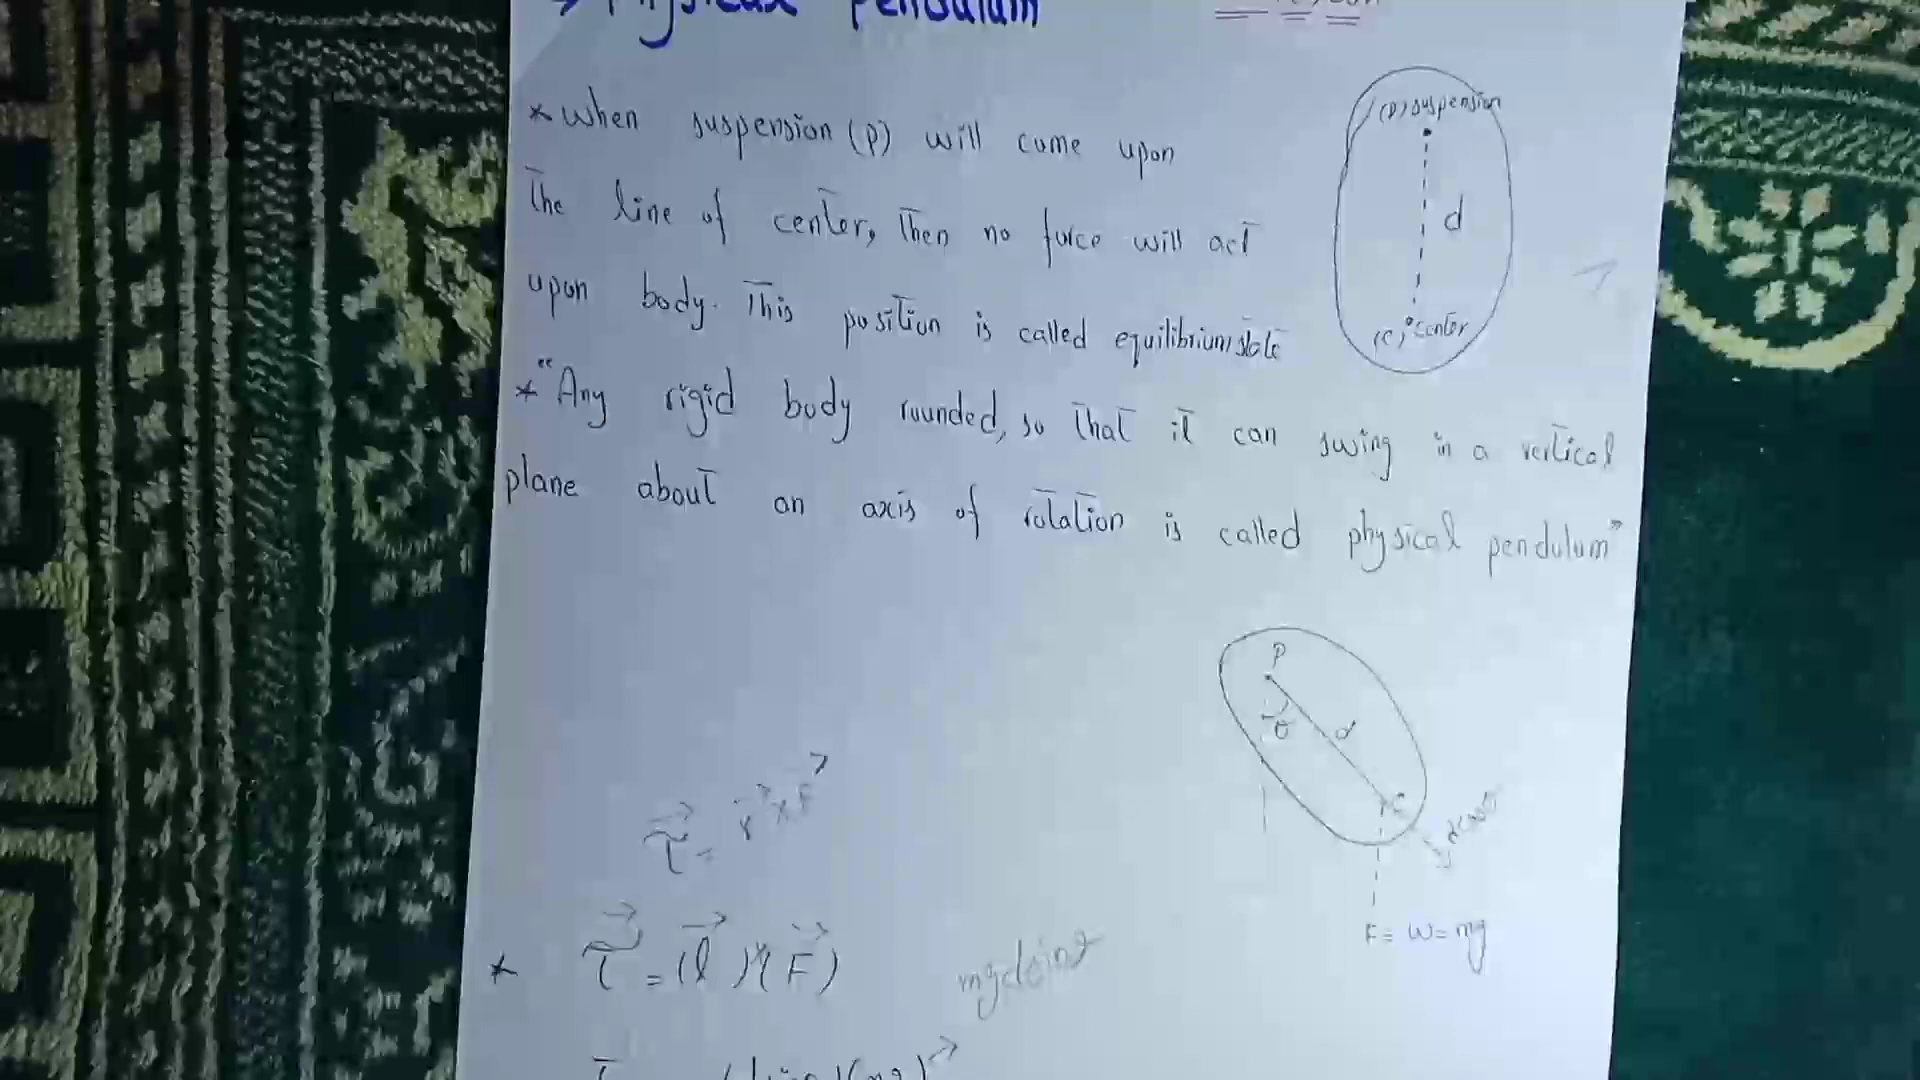 → Physical pendulum
(P) suspension
*When suspension (P) will come upon
The line of center, Then no force will act
d
upon body. This position is called equilibrium state
(C) center
*"Any rigid body rounded, so that it can swing in a vertical
plane about an axis of rotation is called physical pendulum"
P
θ d
C
τ = r × F
F = W = mg
* τ = (l) × (F)
mgdsinθ